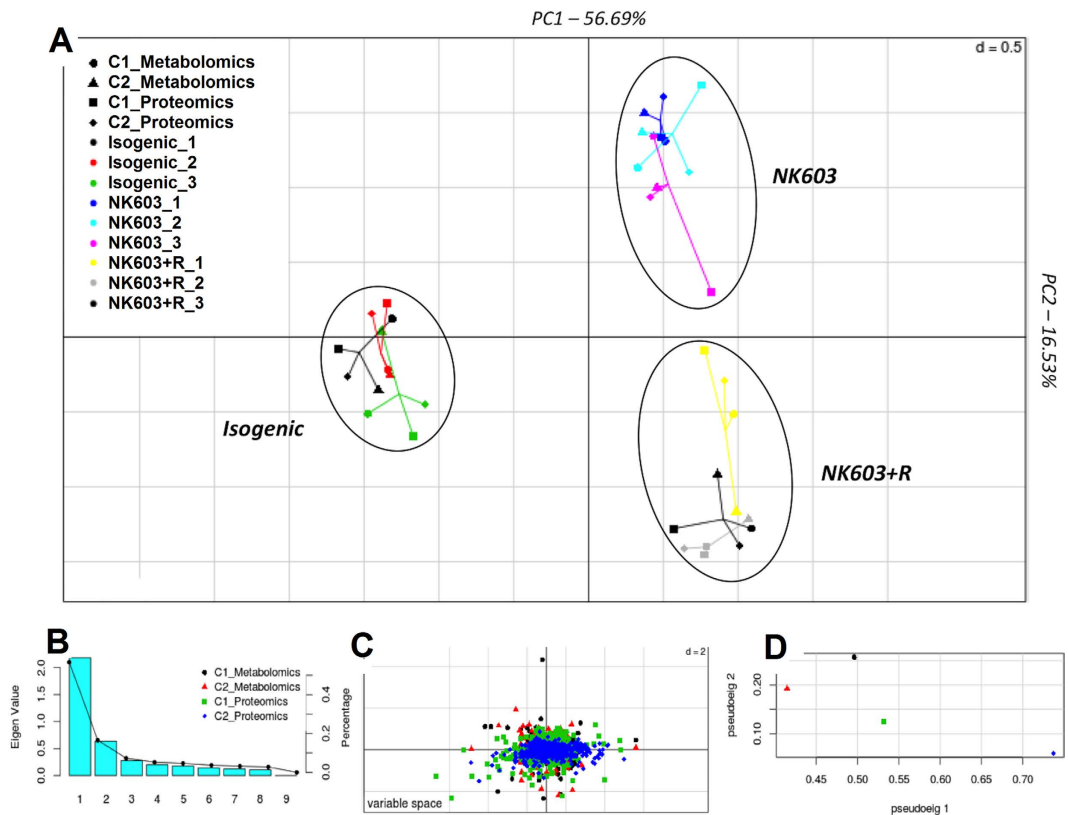 PC1 – 56.69%
A
d = 0.5
C1_Metabolomics
C2_Metabolomics
C1_Proteomics
C2_Proteomics
Isogenic_1
Isogenic_2
Isogenic_3
NK603_1
NK603_2
NK603_3
NK603+R_1
NK603+R_2
NK603+R_3
NK603
PC2 – 16.53%
Isogenic
NK603+R
B
Eigen Value
0.0 0.5 1.0 1.5 2.0
1 2 3 4 5 6 7 8 9
0.0 0.2 0.4
Percentage
C1_Metabolomics
C2_Metabolomics
C1_Proteomics
C2_Proteomics
C
d = 2
variable space
D
pseudoeig 2
0.10 0.20
0.45 0.50 0.55 0.60 0.65 0.70
pseudoeig 1